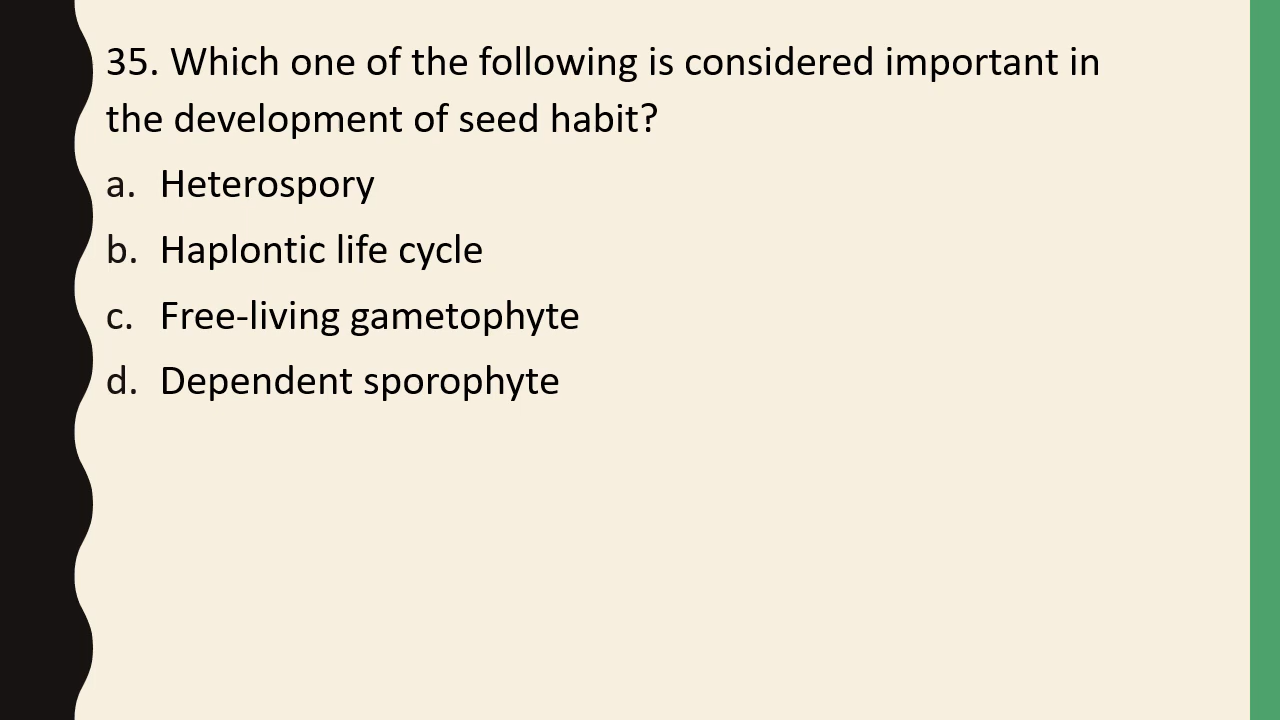 35. Which one of the following is considered important in
the development of seed habit?
a. Heterospory
b. Haplontic life cycle
c. Free-living gametophyte
d. Dependent sporophyte